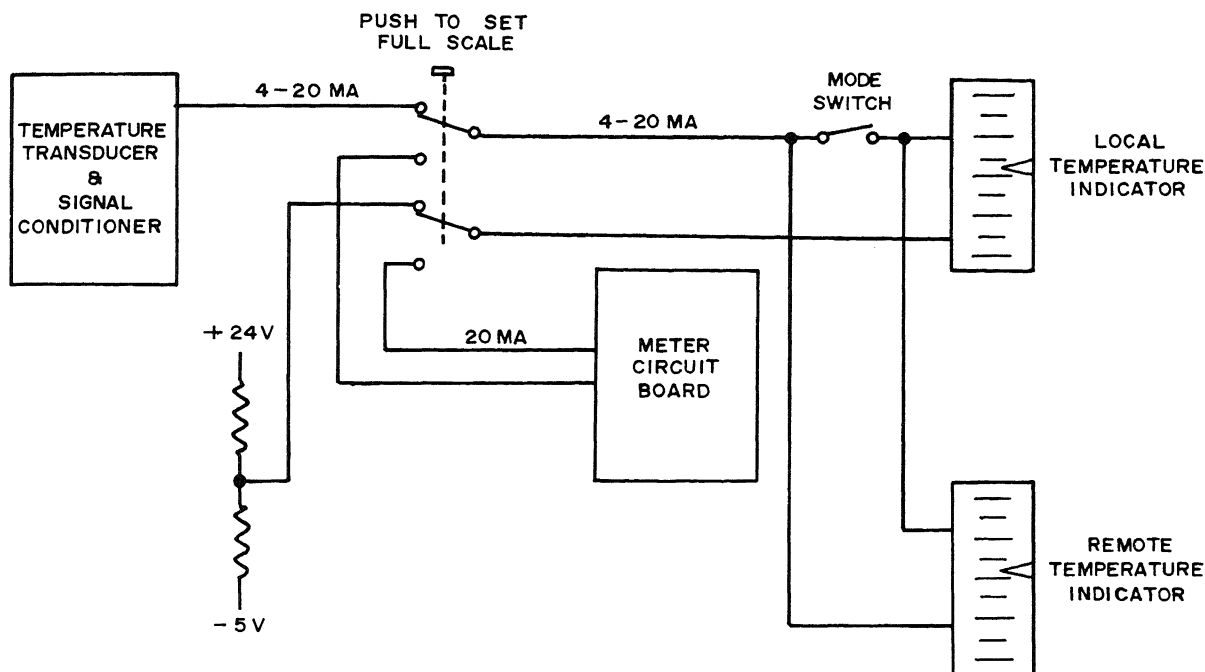 PUSH TO SET
FULL SCALE
4-20 MA
MODE
SWITCH
4-20 MA
TEMPERATURE
TRANSDUCER
&
SIGNAL
CONDITIONER
LOCAL
TEMPERATURE
INDICATOR
+24V
20 MA
METER
CIRCUIT
BOARD
-5V
REMOTE
TEMPERATURE
INDICATOR